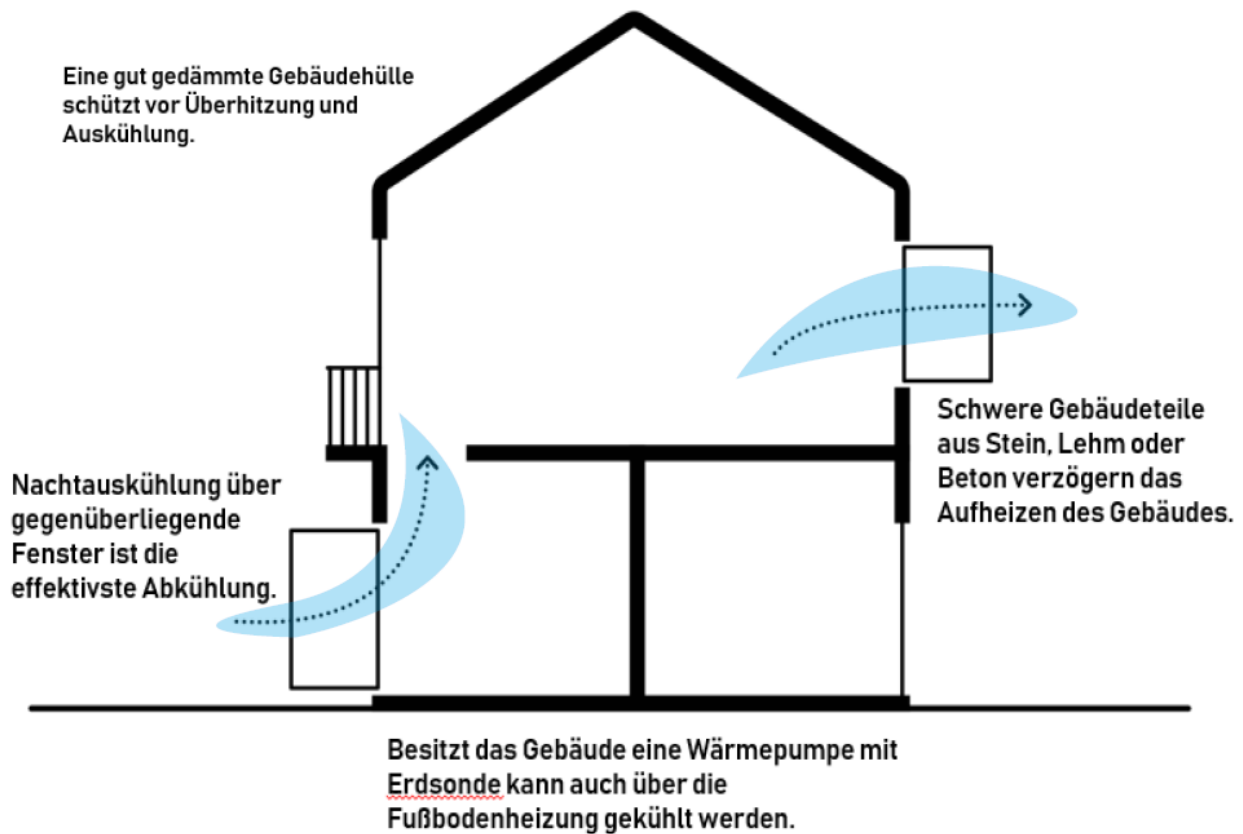 Eine gut gedämmte Gebäudehülle
schützt vor Überhitzung und
Auskühlung.
Schwere Gebäudeteile
aus Stein, Lehm oder
Beton verzögern das
Aufheizen des Gebäudes.
Nachtauskühlung über
gegenüberliegende
Fenster ist die
effektivste Abkühlung.
Besitzt das Gebäude eine Wärmepumpe mit
Erdsonde kann auch über die
Fußbodenheizung gekühlt werden.